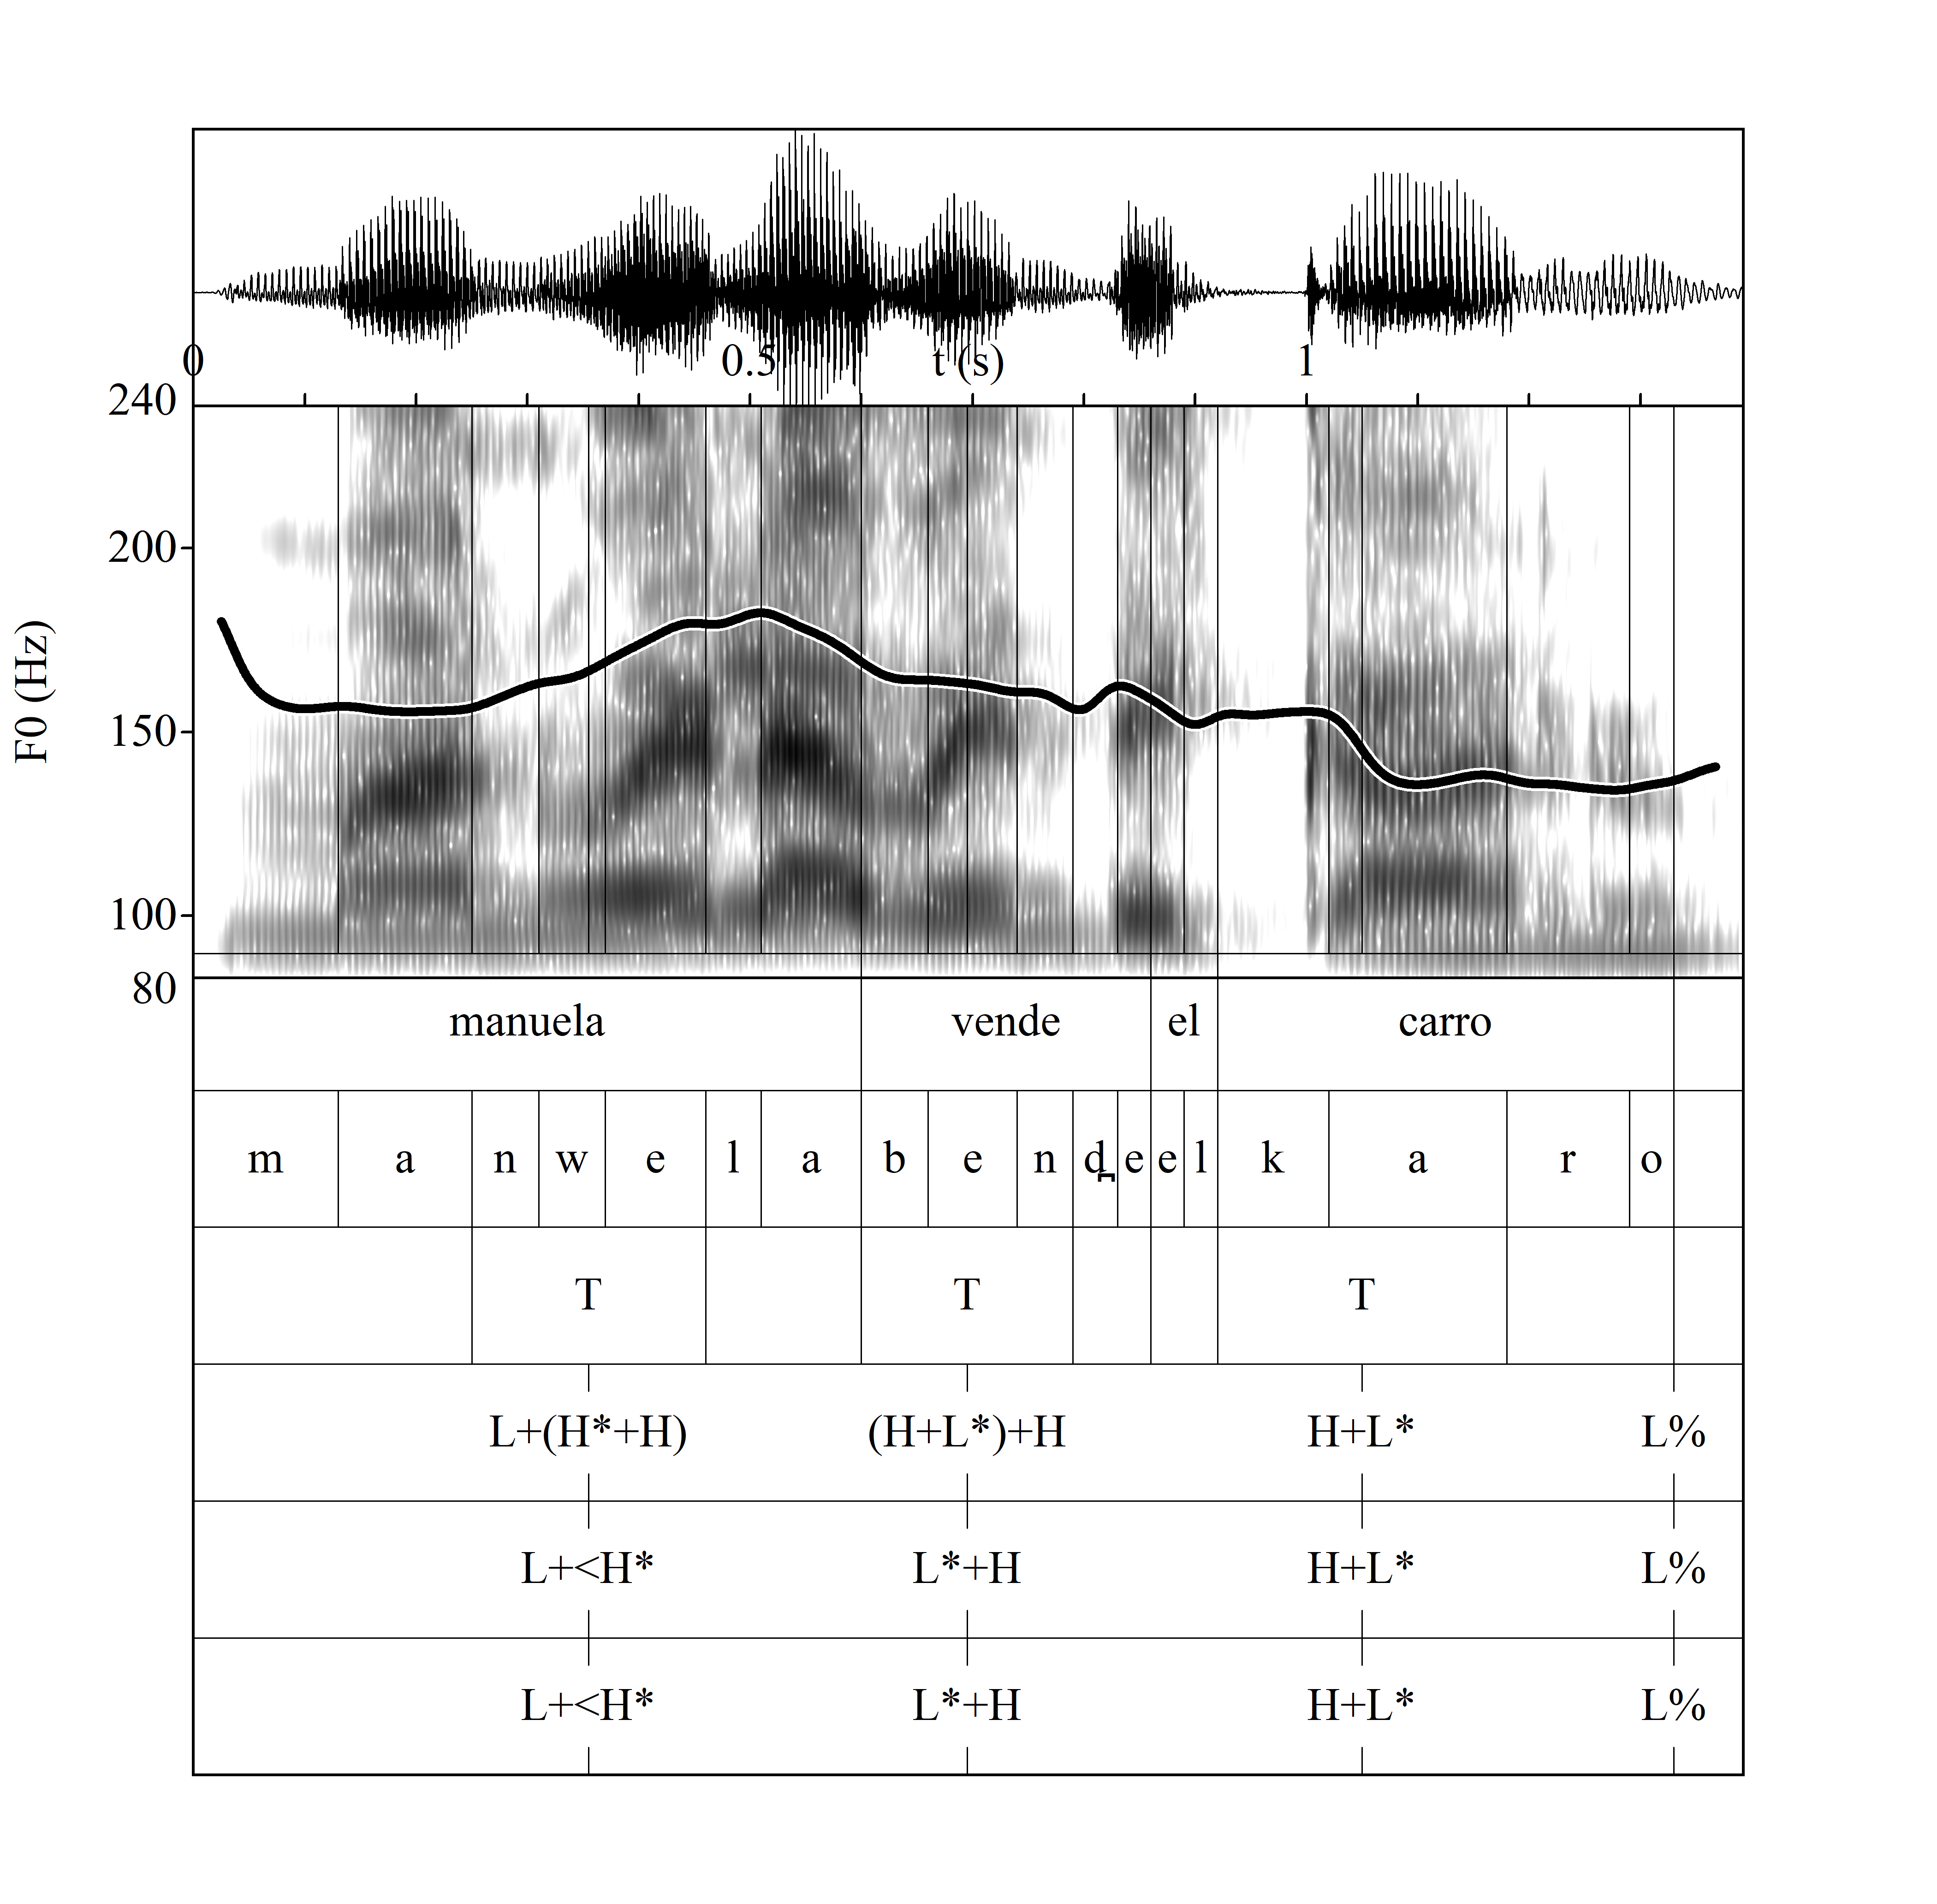 0 0.5 t (s) 1
240
200
150
100
80
F0 (Hz)
manuela vende el carro
m a n w e l a b e n d̪ e e l k a r o
T T T
L+(H*+H) (H+L*)+H H+L* L%
L+<H* L*+H H+L* L%
L+<H* L*+H H+L* L%